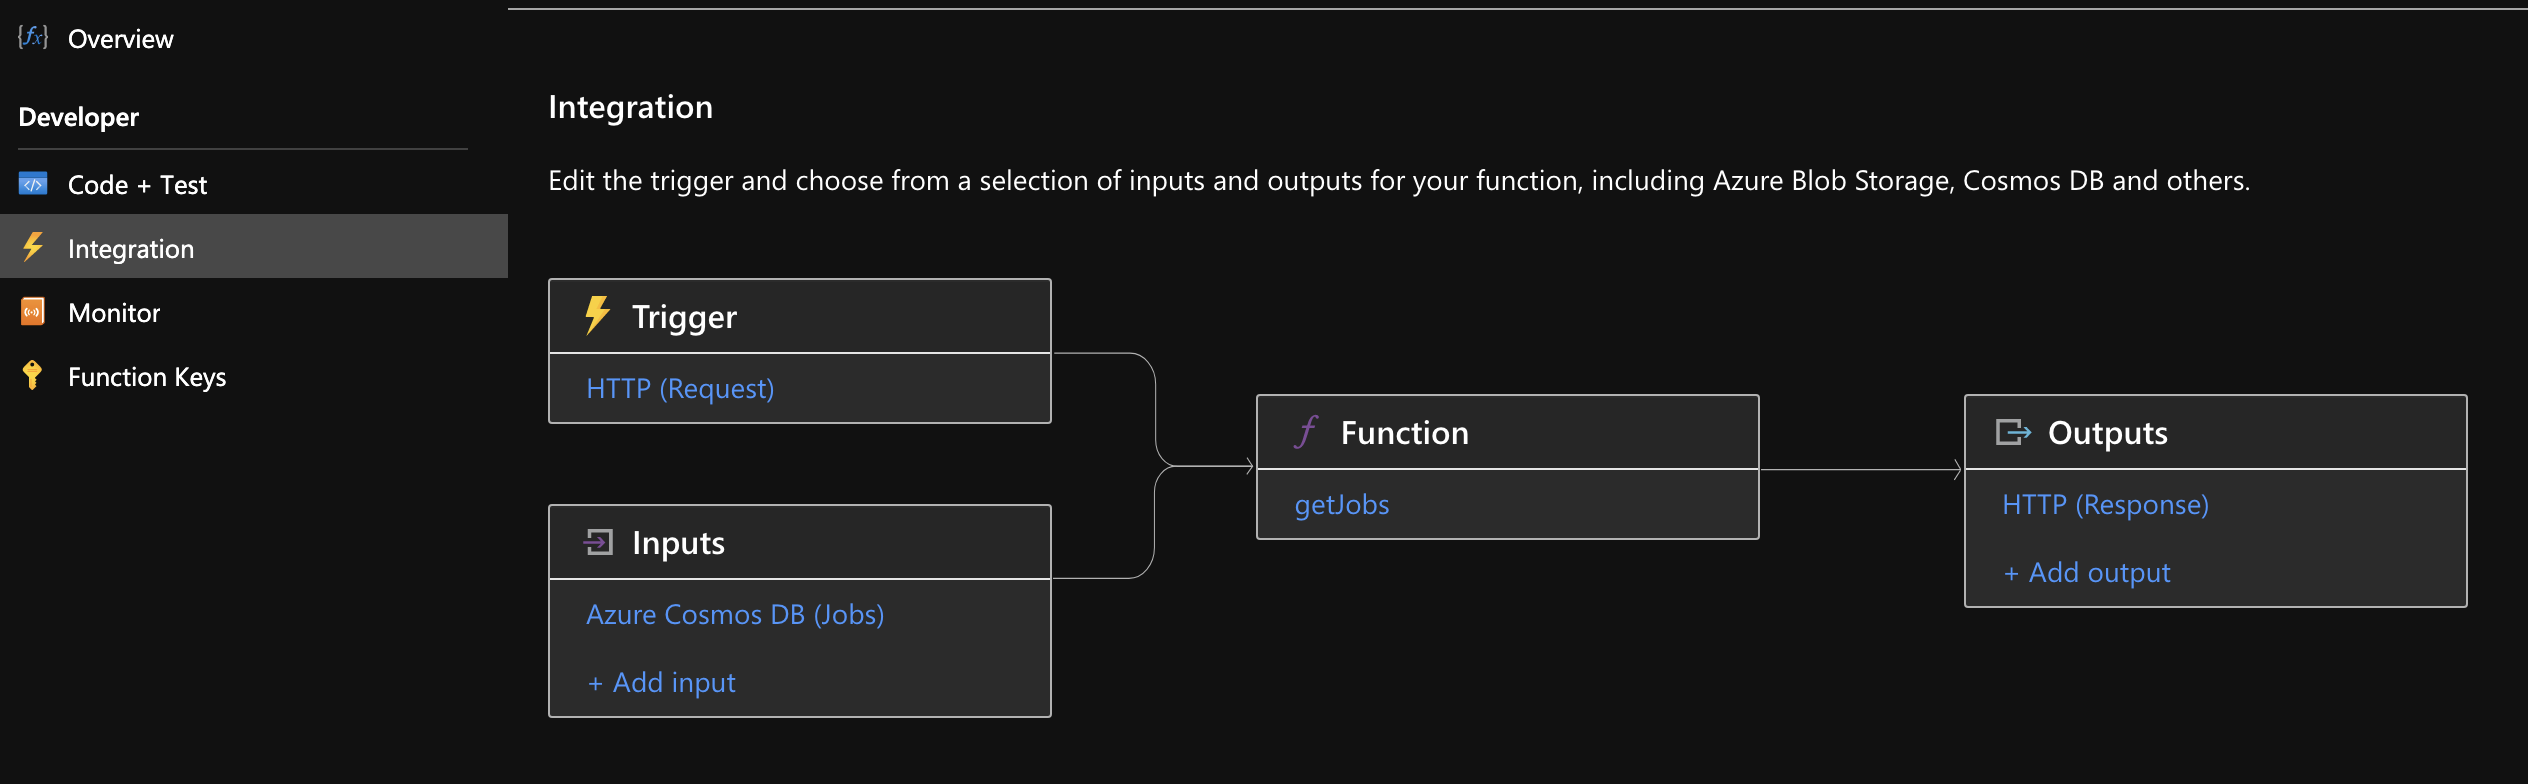 Overview
Developer
Code + Test
Integration
Monitor
Function Keys
Integration
Edit the trigger and choose from a selection of inputs and outputs for your function, including Azure Blob Storage, Cosmos DB and others.
Trigger
HTTP (Request)
Inputs
Azure Cosmos DB (Jobs)
+ Add input
Function
getJobs
Outputs
HTTP (Response)
+ Add output